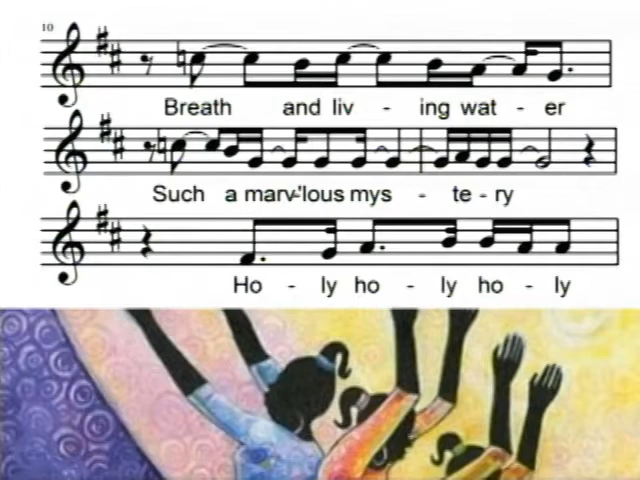 10
Breath and liv - ing wat - er
Such a marv-'lous mys - te - ry
Ho - ly ho - ly ho - ly